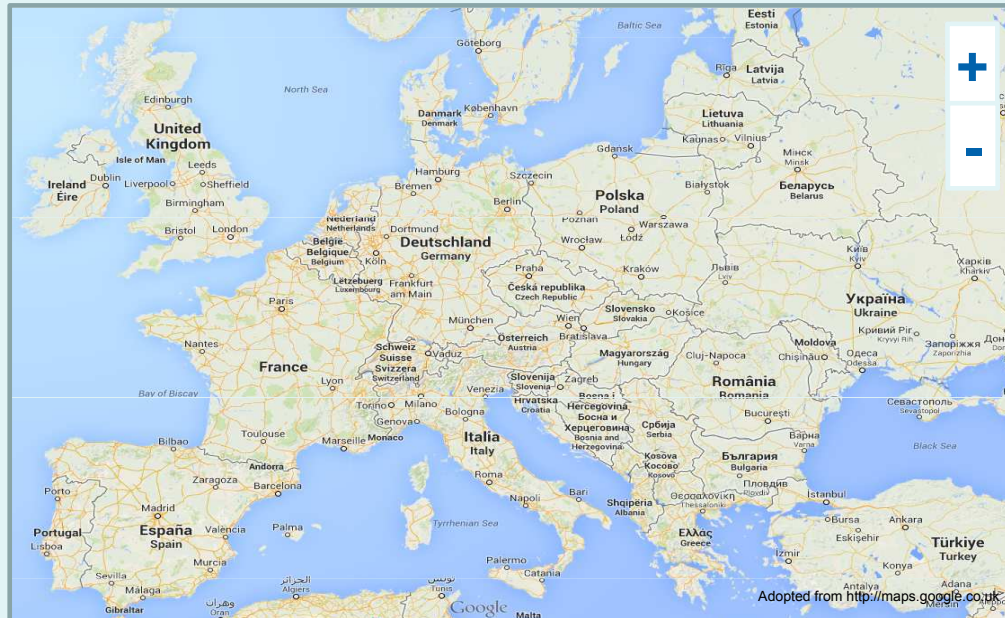 Baltic Sea
Eesti
Estonia
Göteborg
Rīga
Latvija
Latvia
North Sea
Edinburgh
Danmark
Denmark
København
Lietuva
Lithuania
Kaunas
Vilnius
United
Kingdom
Isle of Man
Leeds
Ireland
Éire
Dublin
Liverpool
Sheffield
Birmingham
Bristol
London
Gdansk
Мінск
Minsk
Беларусь
Belarus
Hamburg
Bremen
Szczecin
Berlin
Polska
Poland
Białystok
Poznań
Warszawa
Wrocław
Łódź
Nederland
Netherlands
België
Belgique
Belgium
Dortmund
Köln
Deutschland
Germany
Lëtzebuerg
Luxembourg
Frankfurt
am Main
Praha
Česká republika
Czech Republic
Kraków
Львів
Lviv
Київ
Kyiv
Харків
Kharkiv
Україна
Ukraine
Кривий Ріг
Kryvyi Rih
Запоріжжя
Zaporizhia
Paris
Nantes
France
Lyon
München
Schweiz
Suisse
Svizzera
Switzerland
Vaduz
Österreich
Austria
Wien
Bratislava
Slovensko
Slovakia
Košice
Magyarország
Hungary
Cluj-Napoca
Moldova
Chișinău
Одеса
Odessa
România
Romania
București
Севастополь
Sevastopol
Black Sea
Bay of Biscay
Toulouse
Marseille
Monaco
Torino
Milano
Genova
Venezia
Bologna
Slovenija
Slovenia
Zagreb
Hrvatska
Croatia
Bosna i
Hercegovina
Босна и
Херцеговина
Bosnia and
Herzegovina
Србија
Serbia
Kosova
Косово
Kosovo
България
Bulgaria
Варна
Varna
Пловдив
Plovdiv
Italia
Italy
Roma
Napoli
Bari
Shqipëria
Albania
Θεσσαλονίκη
Thessaloniki
Ελλάς
Greece
İstanbul
Bursa
Eskişehir
Ankara
Türkiye
Turkey
İzmir
Konya
Antalya
Adana
Mersin
Bilbao
Andorra
Zaragoza
Barcelona
Porto
Portugal
Lisboa
Madrid
España
Spain
València
Palma
Murcia
Sevilla
Málaga
Gibraltar
Tyrrhenian Sea
Palermo
Catania
الجزائر
Algiers
وهران
Oran
تونس
Tunis
Malta
Google
+
-
Adopted from http://maps.google.co.uk